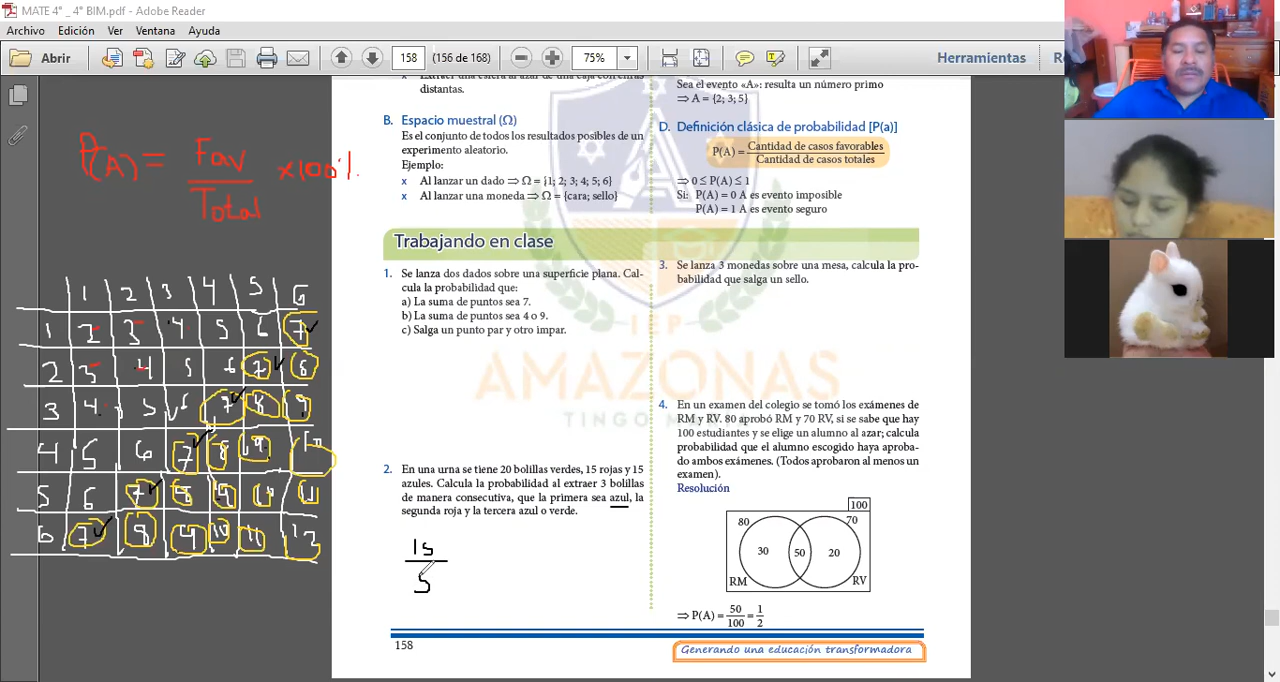 MATE 4° _ 4° BIM.pdf - Adobe Reader
Archivo Edición Ver Ventana Ayuda
Abrir 158 (156 de 168) 75% Herramientas
distantas.
B. Espacio muestral (Ω)
Es el conjunto de todos los resultados posibles de un
experimento aleatorio.
Ejemplo:
x Al lanzar un dado ⇒ Ω = {1; 2; 3; 4; 5; 6}
x Al lanzar una moneda ⇒ Ω = {cara; sello}
Sea el evento «A»: resulta un número primo
⇒ A = {2; 3; 5}
D. Definición clásica de probabilidad [P(a)]
P(A) = Cantidad de casos favorables
Cantidad de casos totales
⇒ 0 ≤ P(A) ≤ 1
Si: P(A) = 0 A es evento imposible
P(A) = 1 A es evento seguro
Trabajando en clase
1. Se lanza dos dados sobre una superficie plana. Cal-
cula la probabilidad que:
a) La suma de puntos sea 7.
b) La suma de puntos sea 4 o 9.
c) Salga un punto par y otro impar.
2. En una urna se tiene 20 bolillas verdes, 15 rojas y 15
azules. Calcula la probabilidad al extraer 3 bolillas
de manera consecutiva, que la primera sea azul, la
segunda roja y la tercera azul o verde.
15
5
3. Se lanza 3 monedas sobre una mesa, calcula la pro-
babilidad que salga un sello.
4. En un examen del colegio se tomó los exámenes de
RM y RV. 80 aprobó RM y 70 RV, si se sabe que hay
100 estudiantes y se elige un alumno al azar; calcula
probabilidad que el alumno escogido haya aproba-
do ambos exámenes. (Todos aprobaron al menos un
examen).
Resolución
100
80 70
30 50 20
RM RV
⇒ P(A) = 50/100 = 1/2
158
Generando una educación transformadora
I E P
AMAZONAS
TINGO M
P(A) = Fav x100%.
Total
1 2 3 4 5 6
1 2 3 4 5 6 7
2 3 4 5 6 7 8
3 4 5 6 7 8 9
4 5 6 7 8 9
5 6 7 8 9
6 7 8 9 10 11 12